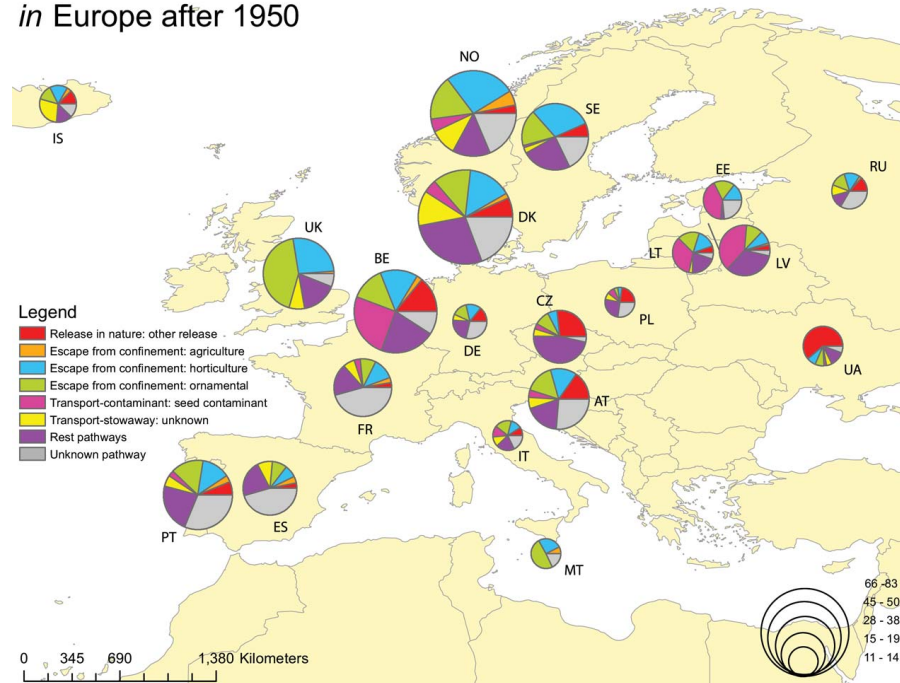 in Europe after 1950
NO
SE
IS
RU
EE
DK
UK
LT
LV
BE
CZ
PL
DE
UA
AT
FR
IT
ES
PT
MT
Legend
Release in nature: other release
Escape from confinement: agriculture
Escape from confinement: horticulture
Escape from confinement: ornamental
Transport-contaminant: seed contaminant
Transport-stowaway: unknown
Rest pathways
Unknown pathway
66 -83
45 - 50
28 - 38
15 - 19
11 - 14
0 345 690 1,380 Kilometers